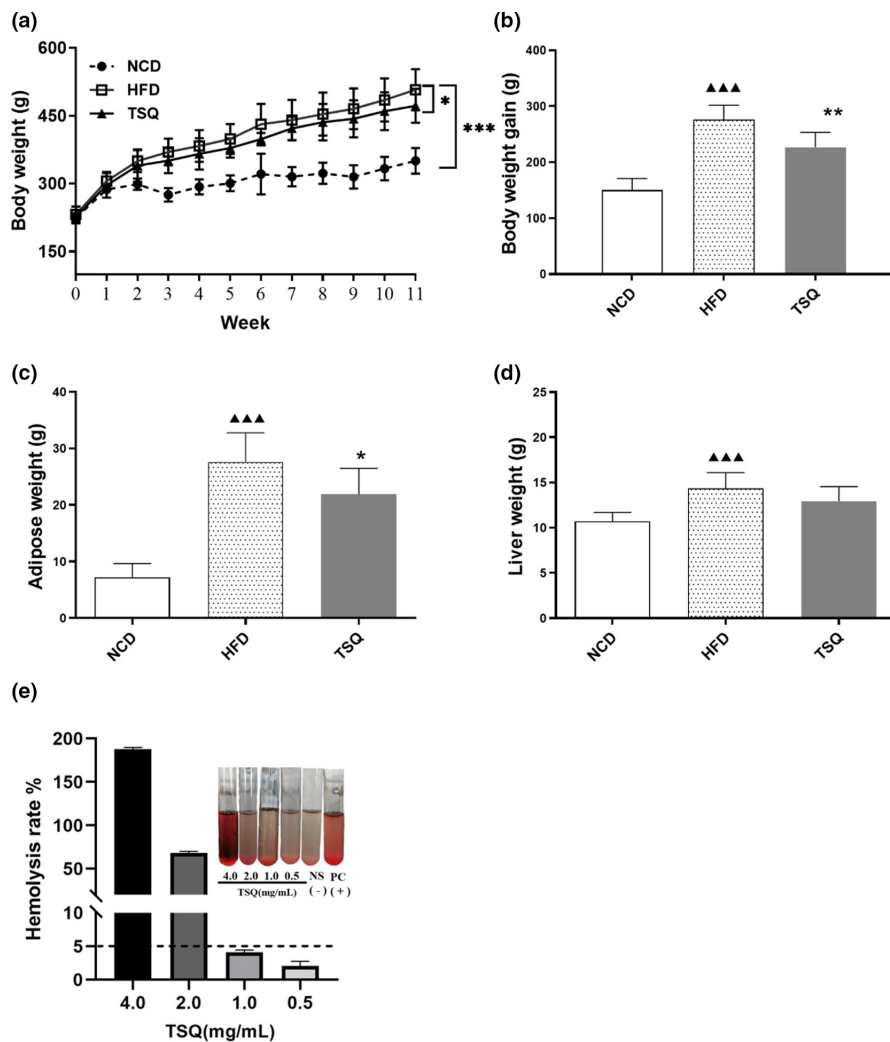 (a)
600
450
300
150
Body weight (g)
NCD
HFD
TSQ
*
***
0 1 2 3 4 5 6 7 8 9 10 11
Week
(b)
400
300
200
100
0
Body weight gain (g)
▲▲▲
**
NCD HFD TSQ
(c)
40
30
20
10
0
Adipose weight (g)
▲▲▲
*
NCD HFD TSQ
(d)
25
20
15
10
5
0
Liver weight (g)
▲▲▲
NCD HFD TSQ
(e)
200
150
100
50
10
5
0
Hemolysis rate %
4.0 2.0 1.0 0.5 NS PC
TSQ(mg/mL) (-) (+)
4.0 2.0 1.0 0.5
TSQ(mg/mL)